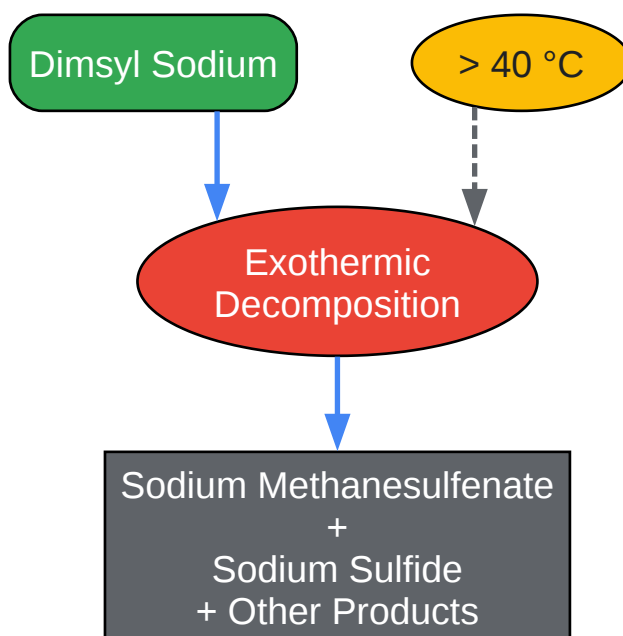 Dimsyl Sodium
> 40 °C
Exothermic
Decomposition
Sodium Methanesulfenate
+
Sodium Sulfide
+ Other Products